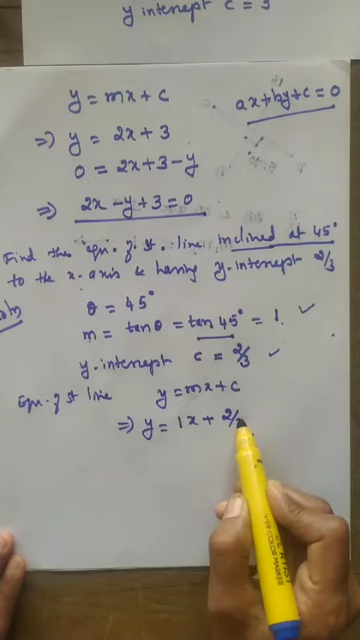 y intercept c = 3
y = mx + c
ax+by+c=0
⇒ y = 2x + 3
0 = 2x + 3 - y
⇒ 2x - y + 3 = 0
Find the eqn. of st. line inclined at 45°
to the x-axis & having y-intercept 2/3
θ = 45°
m = tanθ = tan 45° = 1. ✓
y-intercept c = 2/3 ✓
Eqn. of st line y = mx + c
⇒ y = 1x + 2/